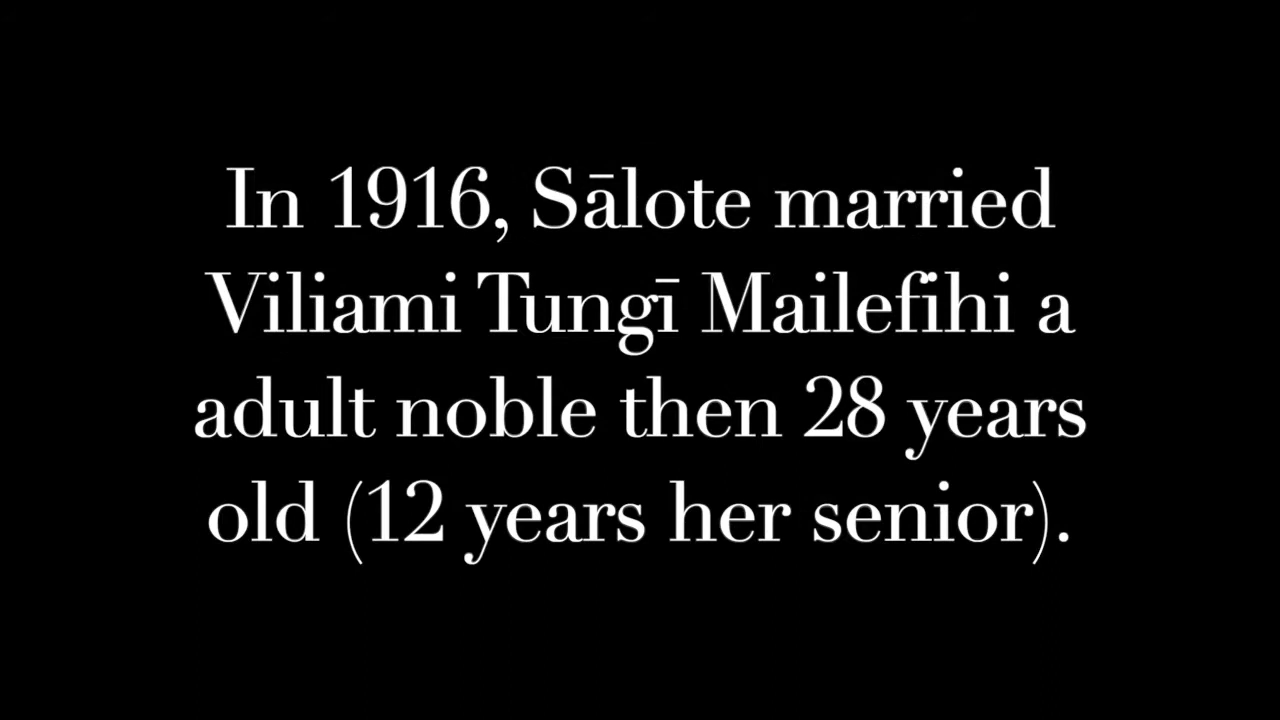 In 1916, Sālote married
Viliami Tungī Mailefihi a
adult noble then 28 years
old (12 years her senior).